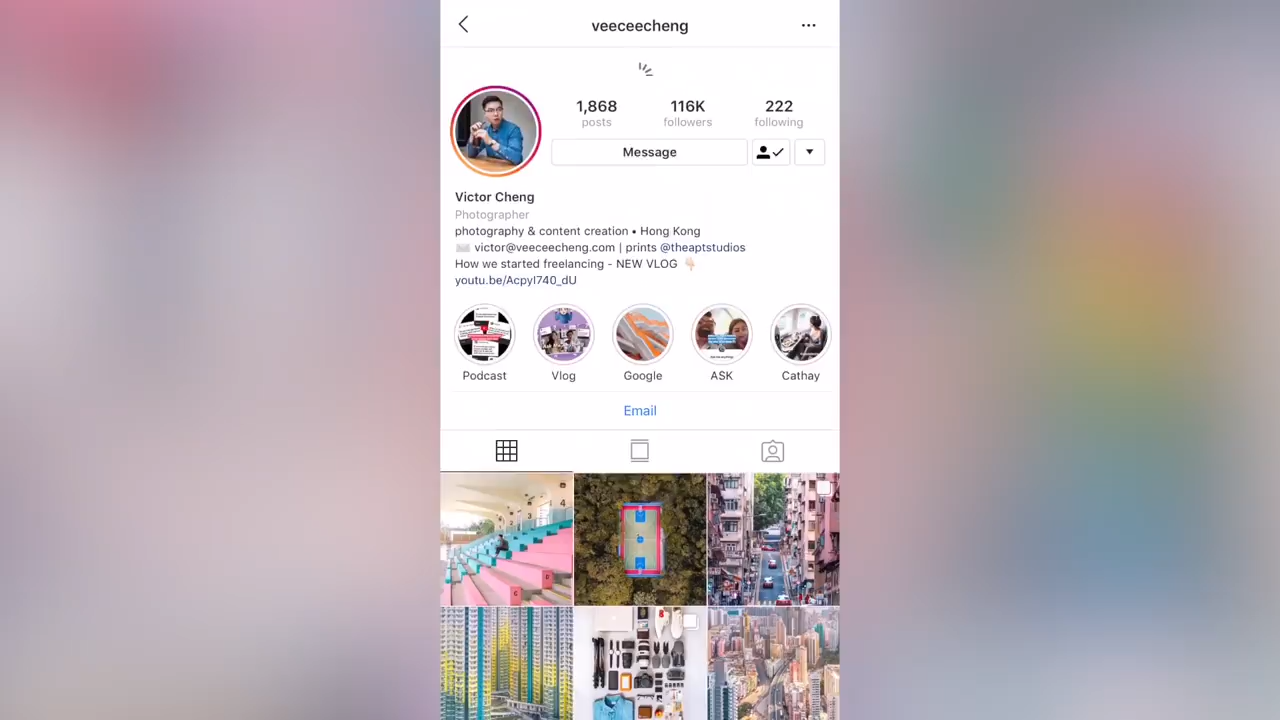 veeceecheng
1,868 116K 222
posts followers following
Message
Victor Cheng
Photographer
photography & content creation • Hong Kong
victor@veeceecheng.com | prints @theaptstudios
How we started freelancing - NEW VLOG
youtu.be/AcpyI740_dU
Podcast Vlog Google ASK Cathay
Email